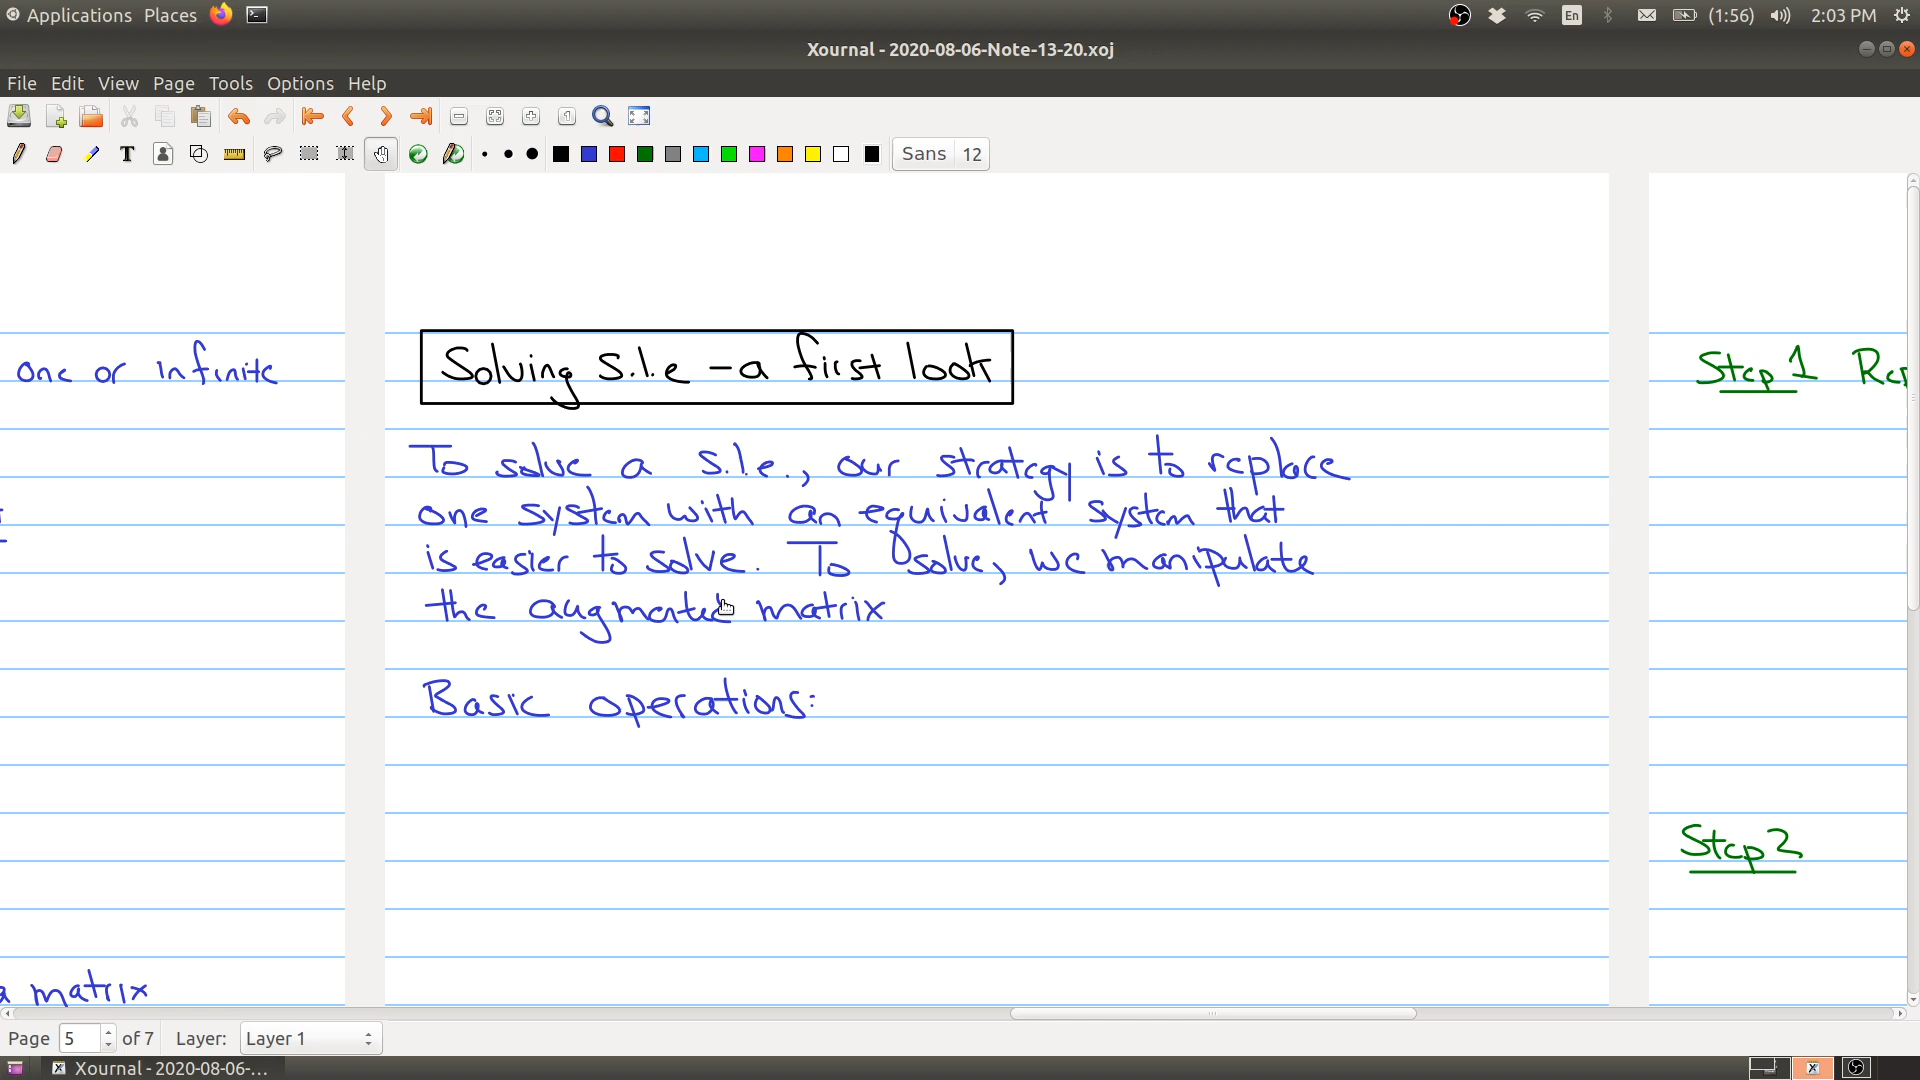 Applications Places En (1:56) 2:03 PM
Xournal - 2020-08-06-Note-13-20.xoj
File Edit View Page Tools Options Help
T Sans 12
one or infinite
a matrix
Solving s.l.e - a first look
To solve a s.l.e., our strategy is to replace
one system with an equivalent system that
is easier to solve. To solve, we manipulate
the augmented matrix
Basic operations:
Step 1
Step 2
Page 5 of 7 Layer: Layer 1
Xournal - 2020-08-06-...